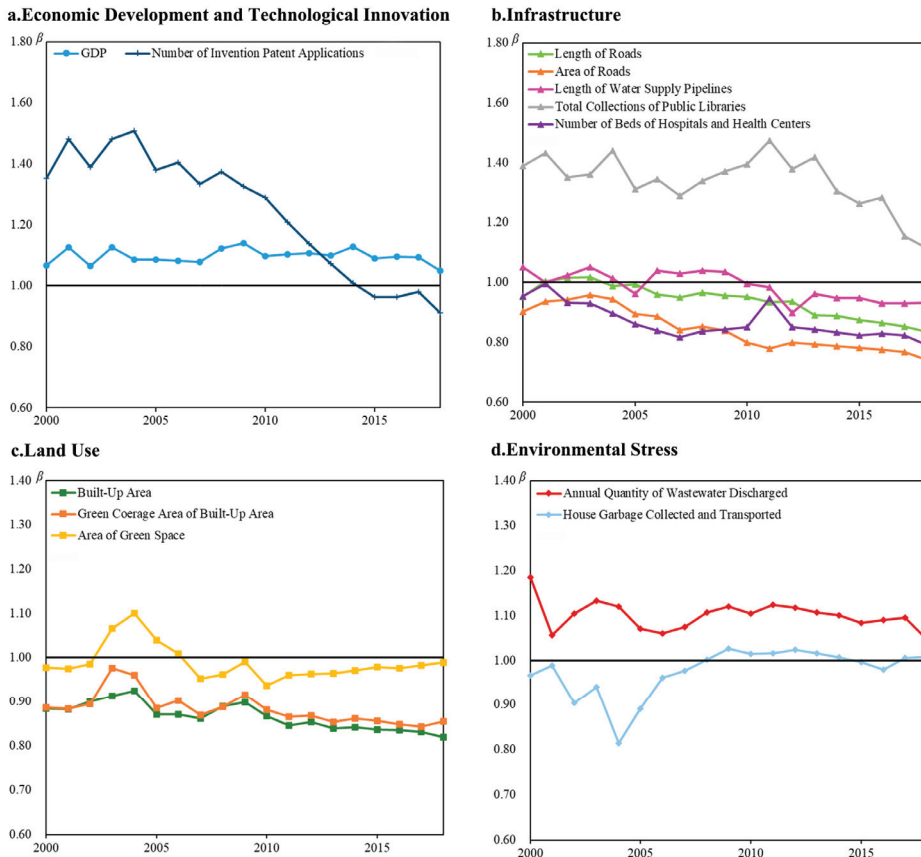 a.Economic Development and Technological Innovation
1.80 β
GDP
Number of Invention Patent Applications
1.60
1.40
1.20
1.00
0.80
0.60
2000
2005
2010
2015
b.Infrastructure
1.80 β
Length of Roads
Area of Roads
Length of Water Supply Pipelines
Total Collections of Public Libraries
Number of Beds of Hospitals and Health Centers
1.60
1.40
1.20
1.00
0.80
0.60
2000
2005
2010
2015
c.Land Use
1.40 β
Built-Up Area
Green Coerage Area of Built-Up Area
Area of Green Space
1.30
1.20
1.10
1.00
0.90
0.80
0.60
2000
2005
2010
2015
d.Environmental Stress
1.40 β
Annual Quantity of Wastewater Discharged
House Garbage Collected and Transported
1.30
1.20
1.10
1.00
0.90
0.80
0.60
2000
2005
2010
2015